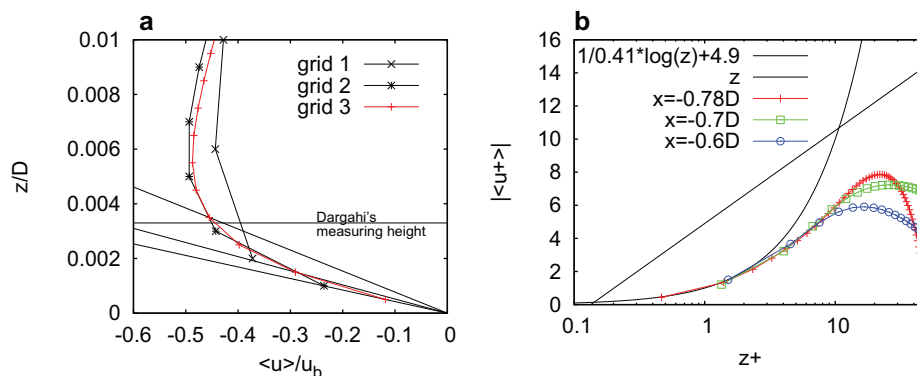 a
0.01
0.008
0.006
0.004
0.002
0
z/D
grid 1
grid 2
grid 3
Dargahi's
measuring height
-0.6 -0.5 -0.4 -0.3 -0.2 -0.1 0
<u>/u_b
b
16
14
12
10
8
6
4
2
0
|<u+>|
1/0.41*log(z)+4.9
z
x=-0.78D
x=-0.7D
x=-0.6D
0.1 1 10
z+